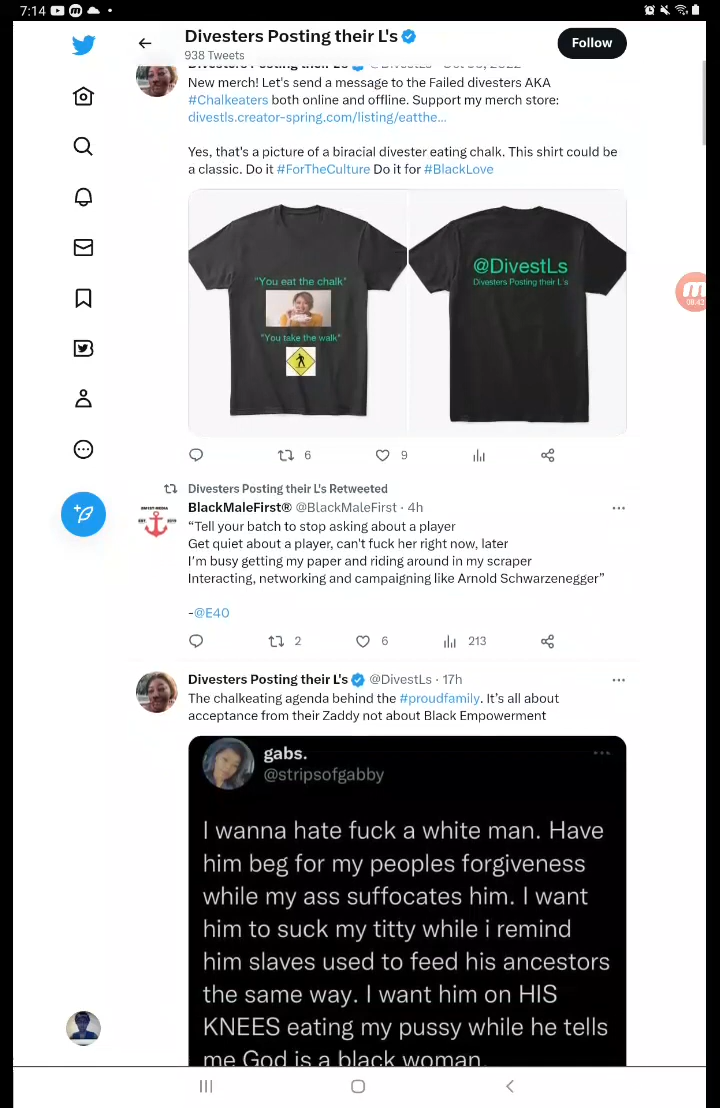 7:14
Divesters Posting their L's
938 Tweets
Follow
New merch! Let's send a message to the Failed divesters AKA
#Chalkeaters both online and offline. Support my merch store:
divestls.creator-spring.com/listing/eatthe...
Yes, that's a picture of a biracial divester eating chalk. This shirt could be
a classic. Do it #ForTheCulture Do it for #BlackLove
"You eat the chalk"
"You take the walk"
@DivestLs
Divesters Posting their L's
6
9
08:43
Divesters Posting their L's Retweeted
BlackMaleFirst® @BlackMaleFirst · 4h
“Tell your batch to stop asking about a player
Get quiet about a player, can't fuck her right now, later
I'm busy getting my paper and riding around in my scraper
Interacting, networking and campaigning like Arnold Schwarzenegger”
-@E40
2
6
213
Divesters Posting their L's @DivestLs · 17h
The chalkeating agenda behind the #proudfamily. It’s all about
acceptance from their Zaddy not about Black Empowerment
gabs.
@stripsofgabby
I wanna hate fuck a white man. Have
him beg for my peoples forgiveness
while my ass suffocates him. I want
him to suck my titty while i remind
him slaves used to feed his ancestors
the same way. I want him on HIS
KNEES eating my pussy while he tells
me God is a black woman.